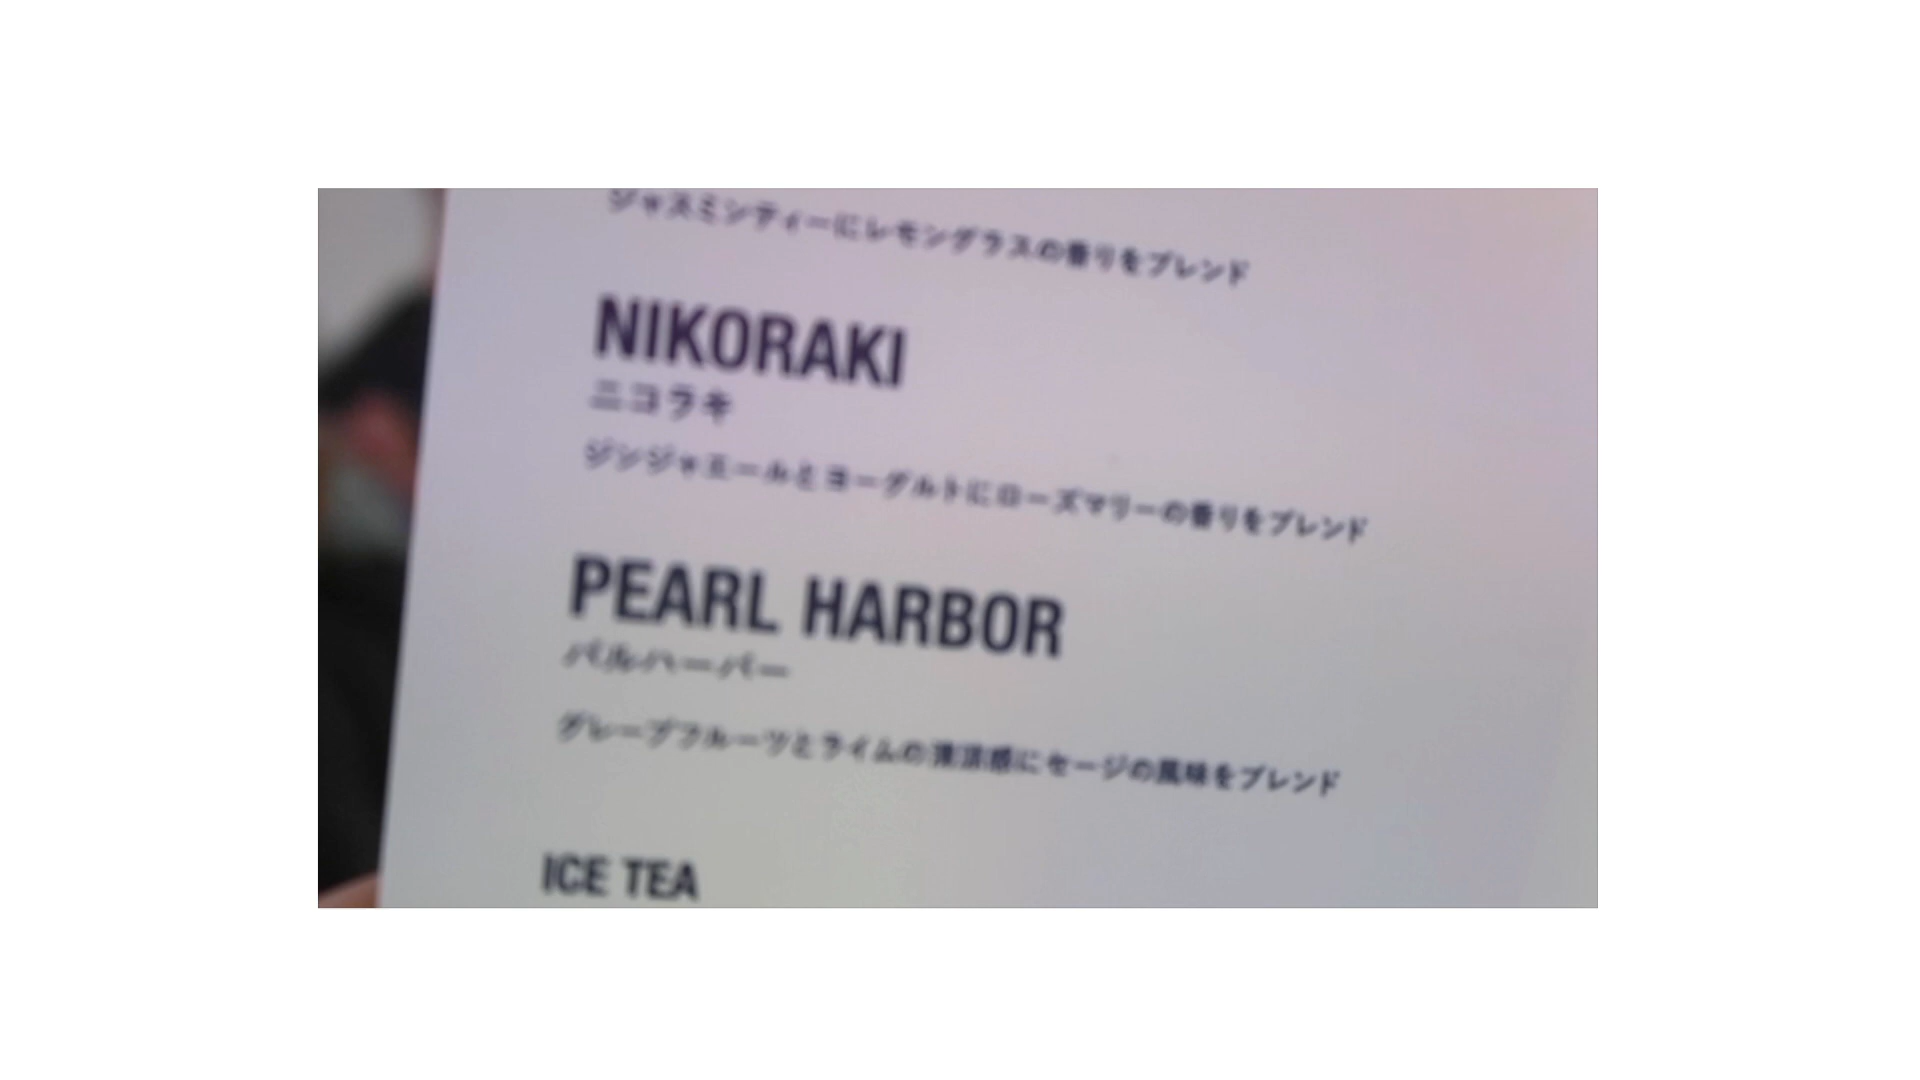 ジャスミンティーにレモングラスの香りをブレンド
NIKORAKI
ニコラキ
ジンジャエールとヨーグルトにローズマリーの香りをブレンド
PEARL HARBOR
パルハーバー
グレープフルーツとライムの清涼感にセージの風味をブレンド
ICE TEA